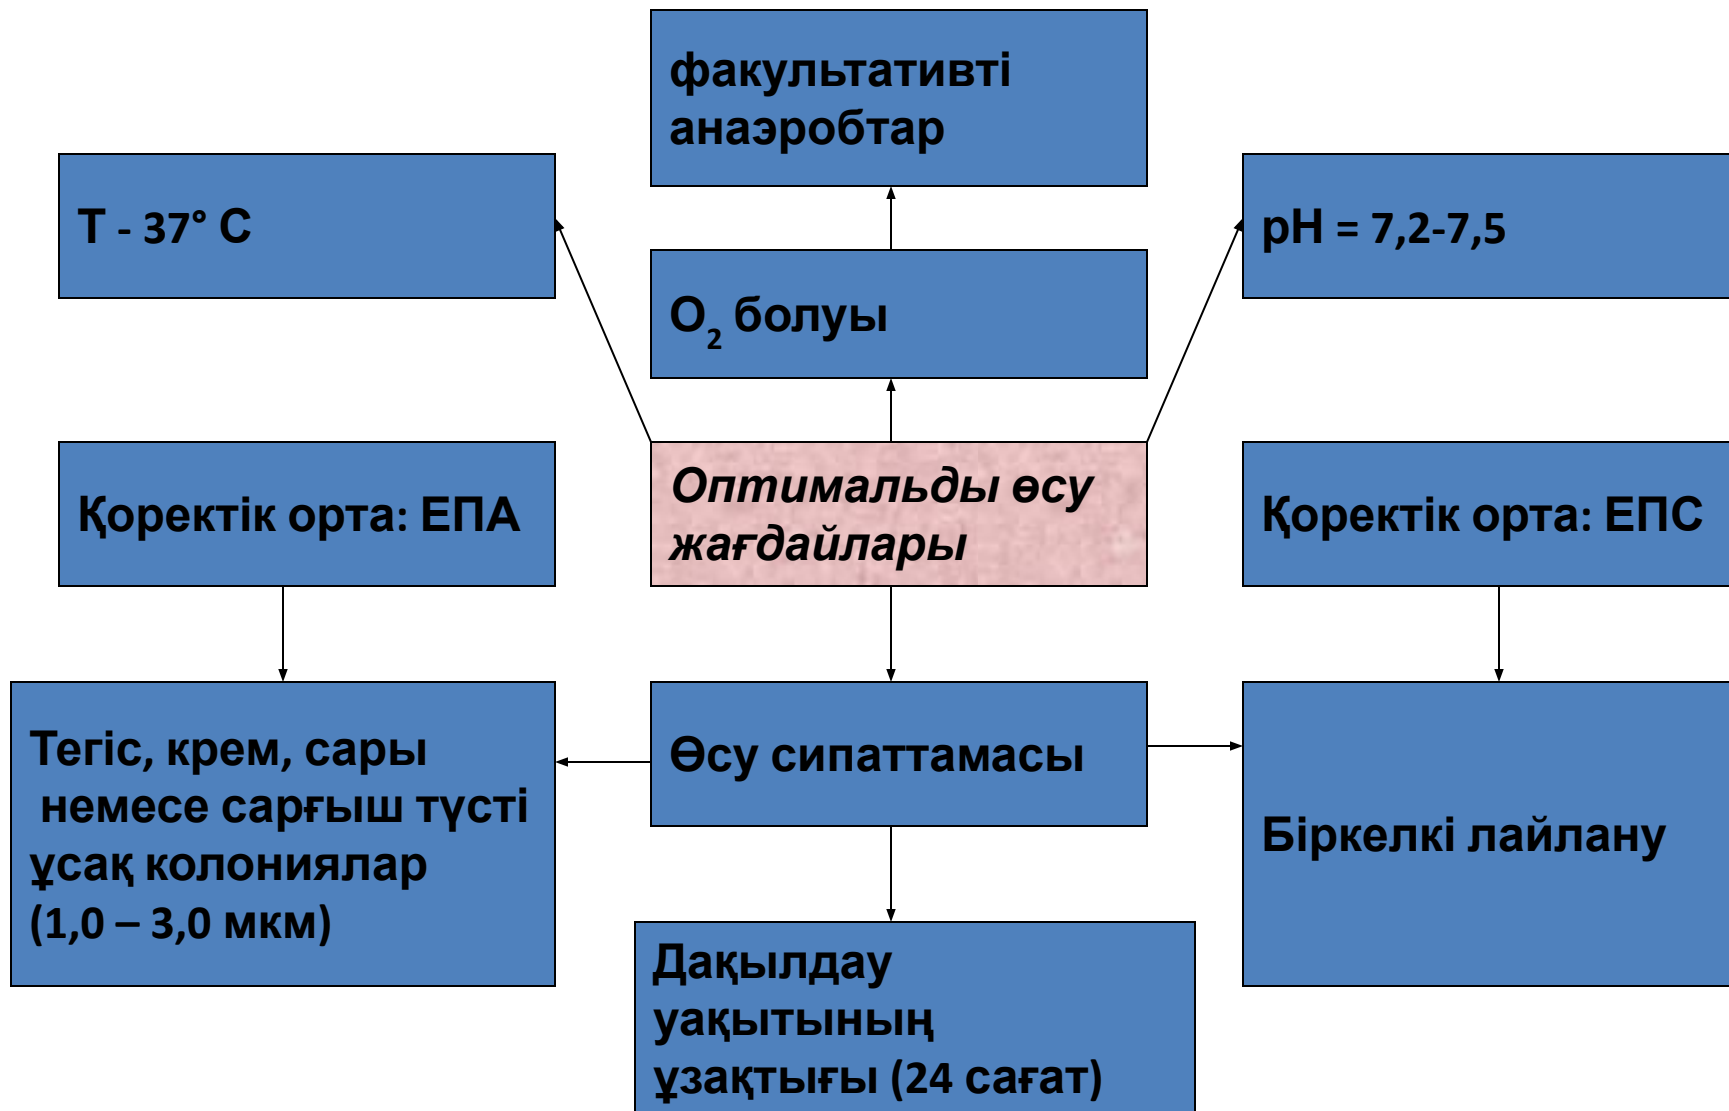 факультативті
анаэробтар
Т - 37° С
рН = 7,2-7,5
О2 болуы
Қоректік орта: ЕПА
Оптимальды өсу
жағдайлары
Қоректік орта: ЕПС
Тегіс, крем, сары
немесе сарғыш түсті
ұсақ колониялар
(1,0 – 3,0 мкм)
Өсу сипаттамасы
Біркелкі лайлану
Дақылдау
уақытының
ұзақтығы (24 сағат)